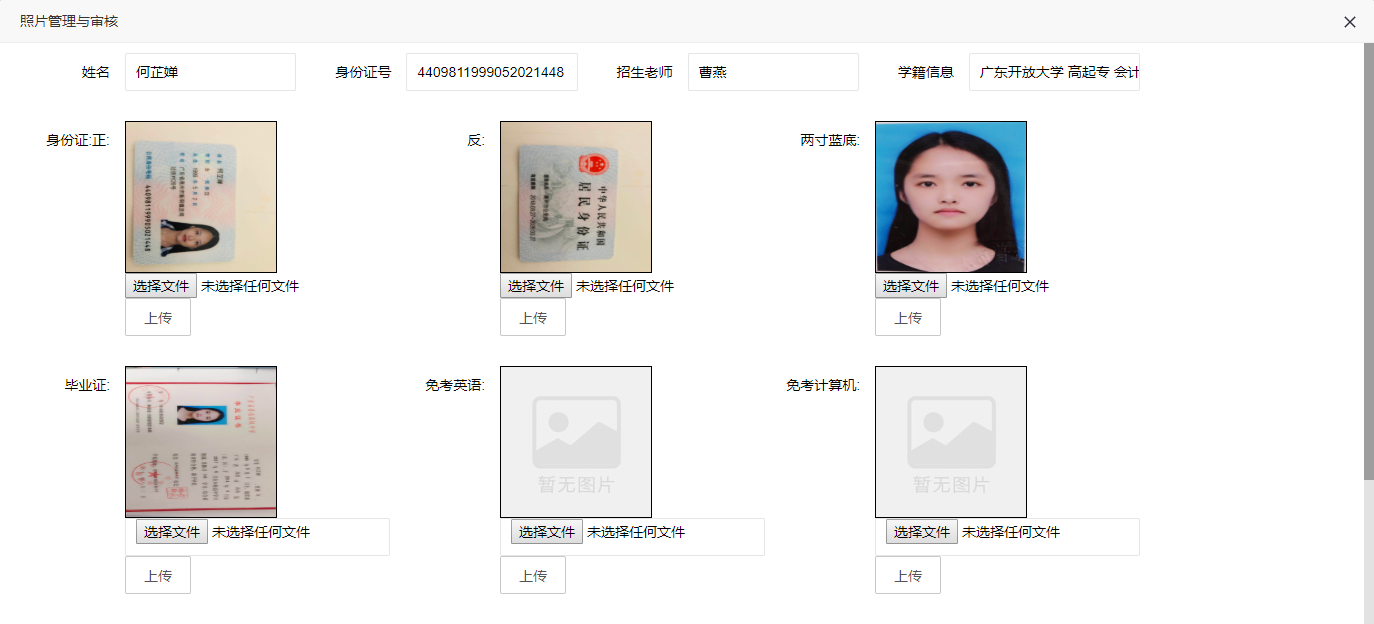 照片管理与审核
姓名 何芷婵 身份证号 440981199905202​1448 招生老师 曹燕 学籍信息 广东开放大学 高起专 会计
身份证:正: 反: 两寸蓝底:
中华人民共和国
居民身份证
选择文件 未选择任何文件 选择文件 未选择任何文件 选择文件 未选择任何文件
上传 上传 上传
毕业证: 免考英语: 免考计算机:
暂无图片 暂无图片
选择文件 未选择任何文件 选择文件 未选择任何文件 选择文件 未选择任何文件
上传 上传 上传